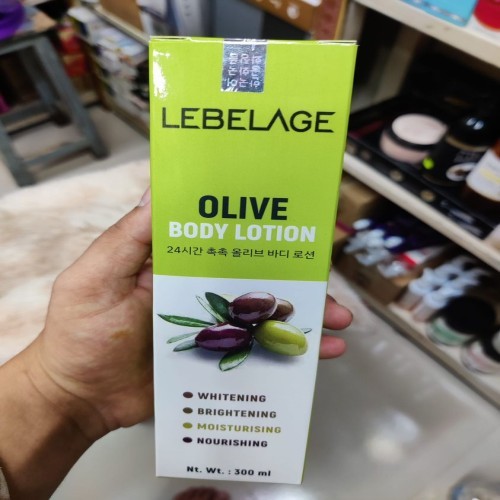 LEBELAGE
OLIVE
BODY LOTION
24시간 촉촉 올리브 바디 로션
WHITENING
BRIGHTENING
MOISTURISING
NOURISHING
Nt. Wt. : 300 ml